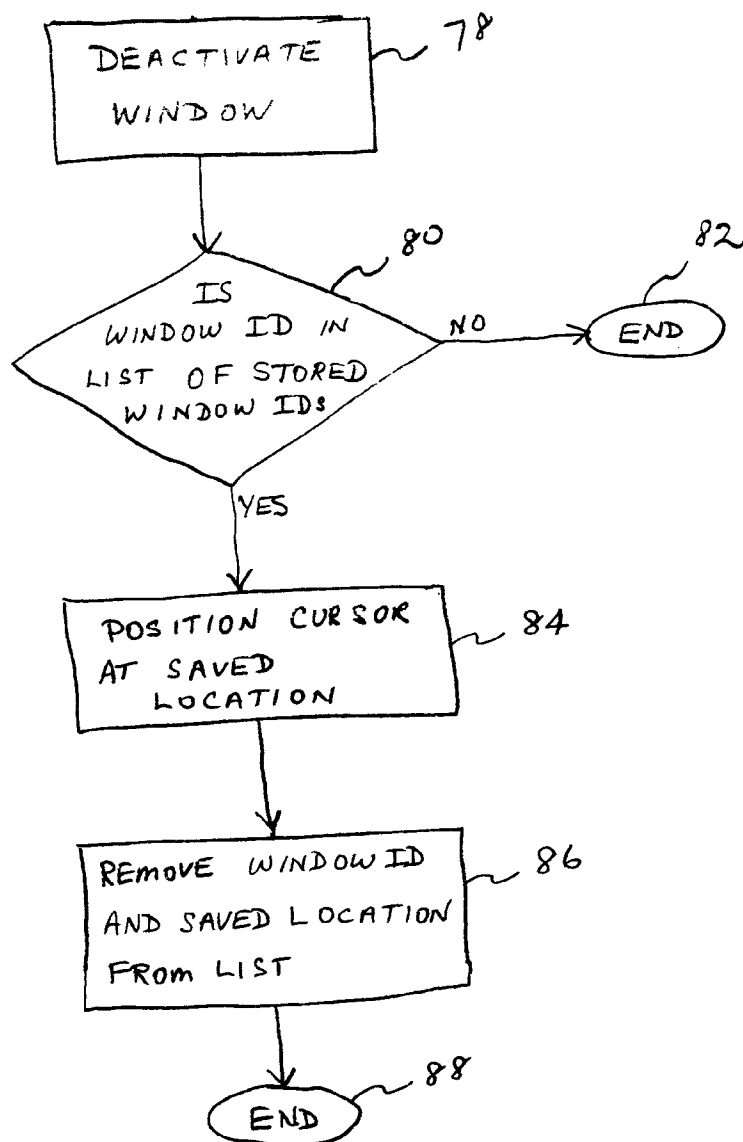 78
DEACTIVATE
WINDOW
80
82
IS
WINDOW ID IN
LIST OF STORED
WINDOW IDs
NO
END
YES
POSITION CURSOR
AT SAVED
LOCATION
84
REMOVE WINDOW ID
AND SAVED LOCATION
FROM LIST
86
END
88